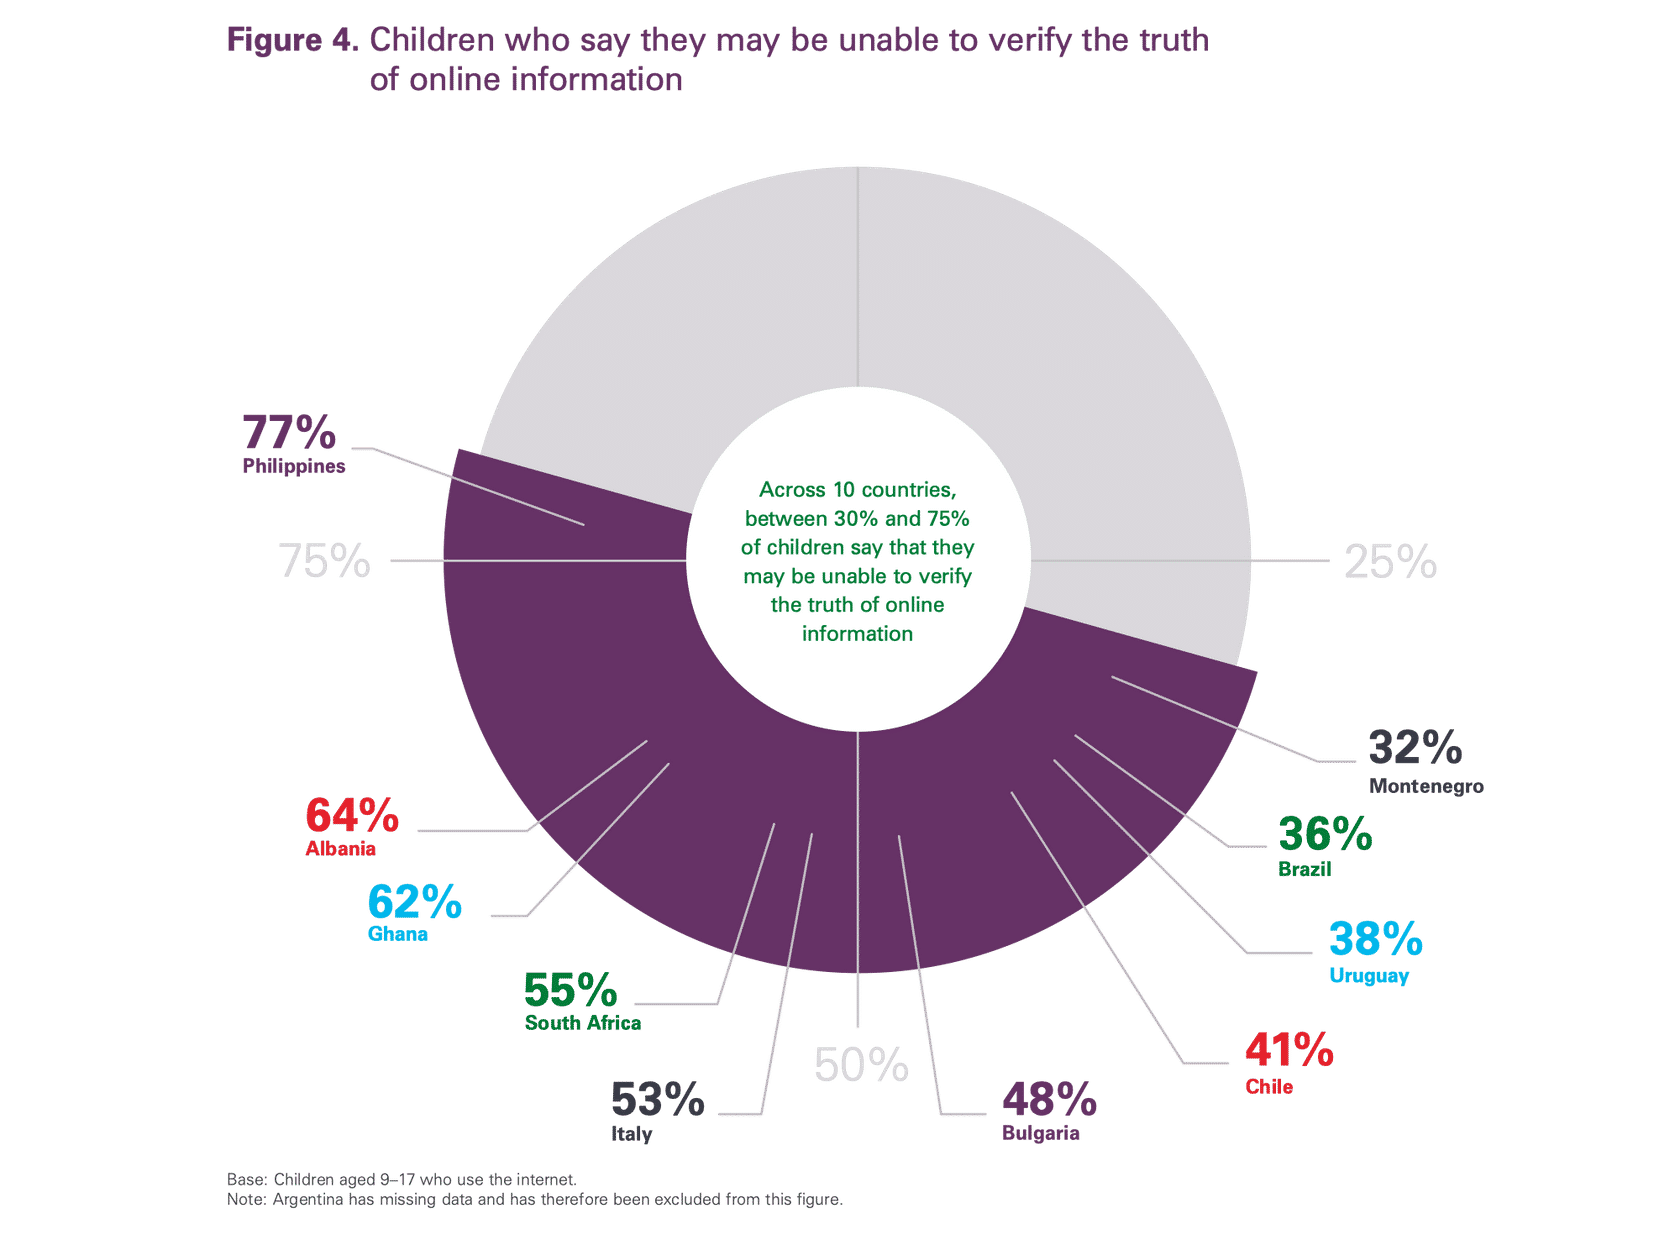 Figure 4. Children who say they may be unable to verify the truth
of online information
77%
Philippines
75%
25%
Across 10 countries,
between 30% and 75%
of children say that they
may be unable to verify
the truth of online
information
32%
Montenegro
64%
Albania
36%
Brazil
62%
Ghana
38%
Uruguay
55%
South Africa
41%
Chile
50%
53%
Italy
48%
Bulgaria
Base: Children aged 9–17 who use the internet.
Note: Argentina has missing data and has therefore been excluded from this figure.